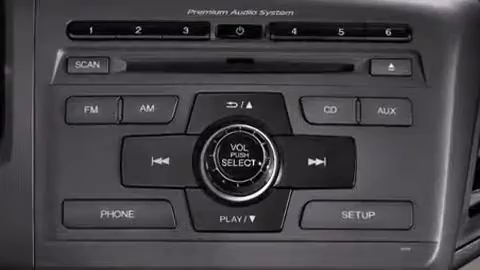 Premium Audio System
1 2 3 4 5 6
SCAN
FM AM CD AUX
VOL
PUSH
SELECT
PHONE PLAY/▼ SETUP